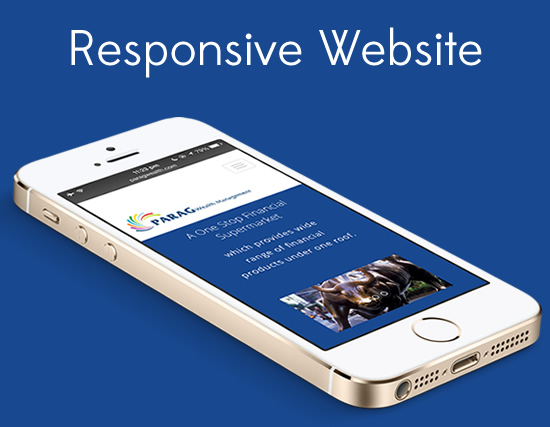 Responsive Website
11:23 pm
79%
paragwealth.com
PARAG Wealth Management
A One Stop Financial
Supermarket
which provides wide
range of financial
products under one roof.